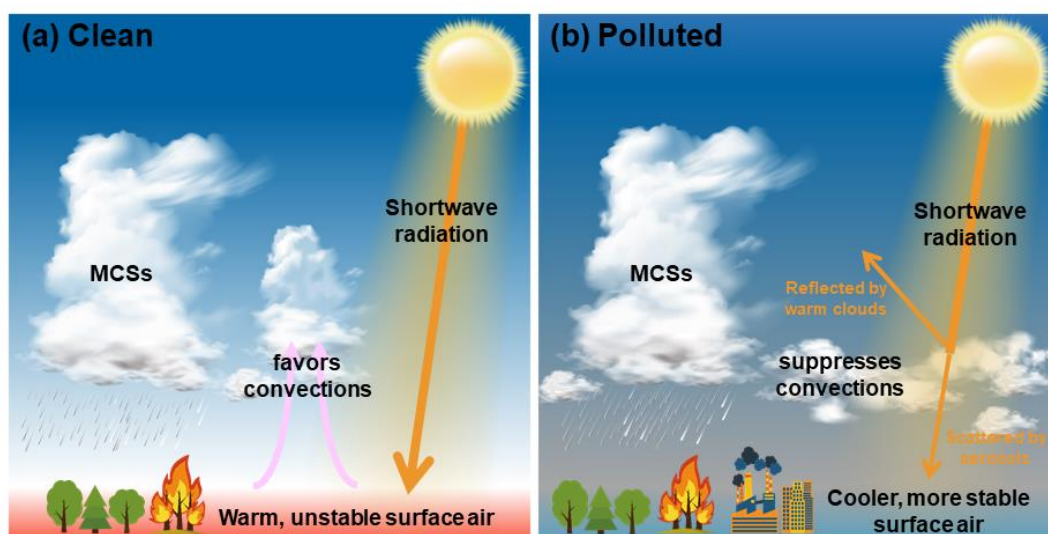 (a) Clean
Shortwave
radiation
MCSs
favors
convections
Warm, unstable surface air
(b) Polluted
Shortwave
radiation
MCSs
Reflected by
warm clouds
suppresses
convections
Scattered by
aerosols
Cooler, more stable
surface air